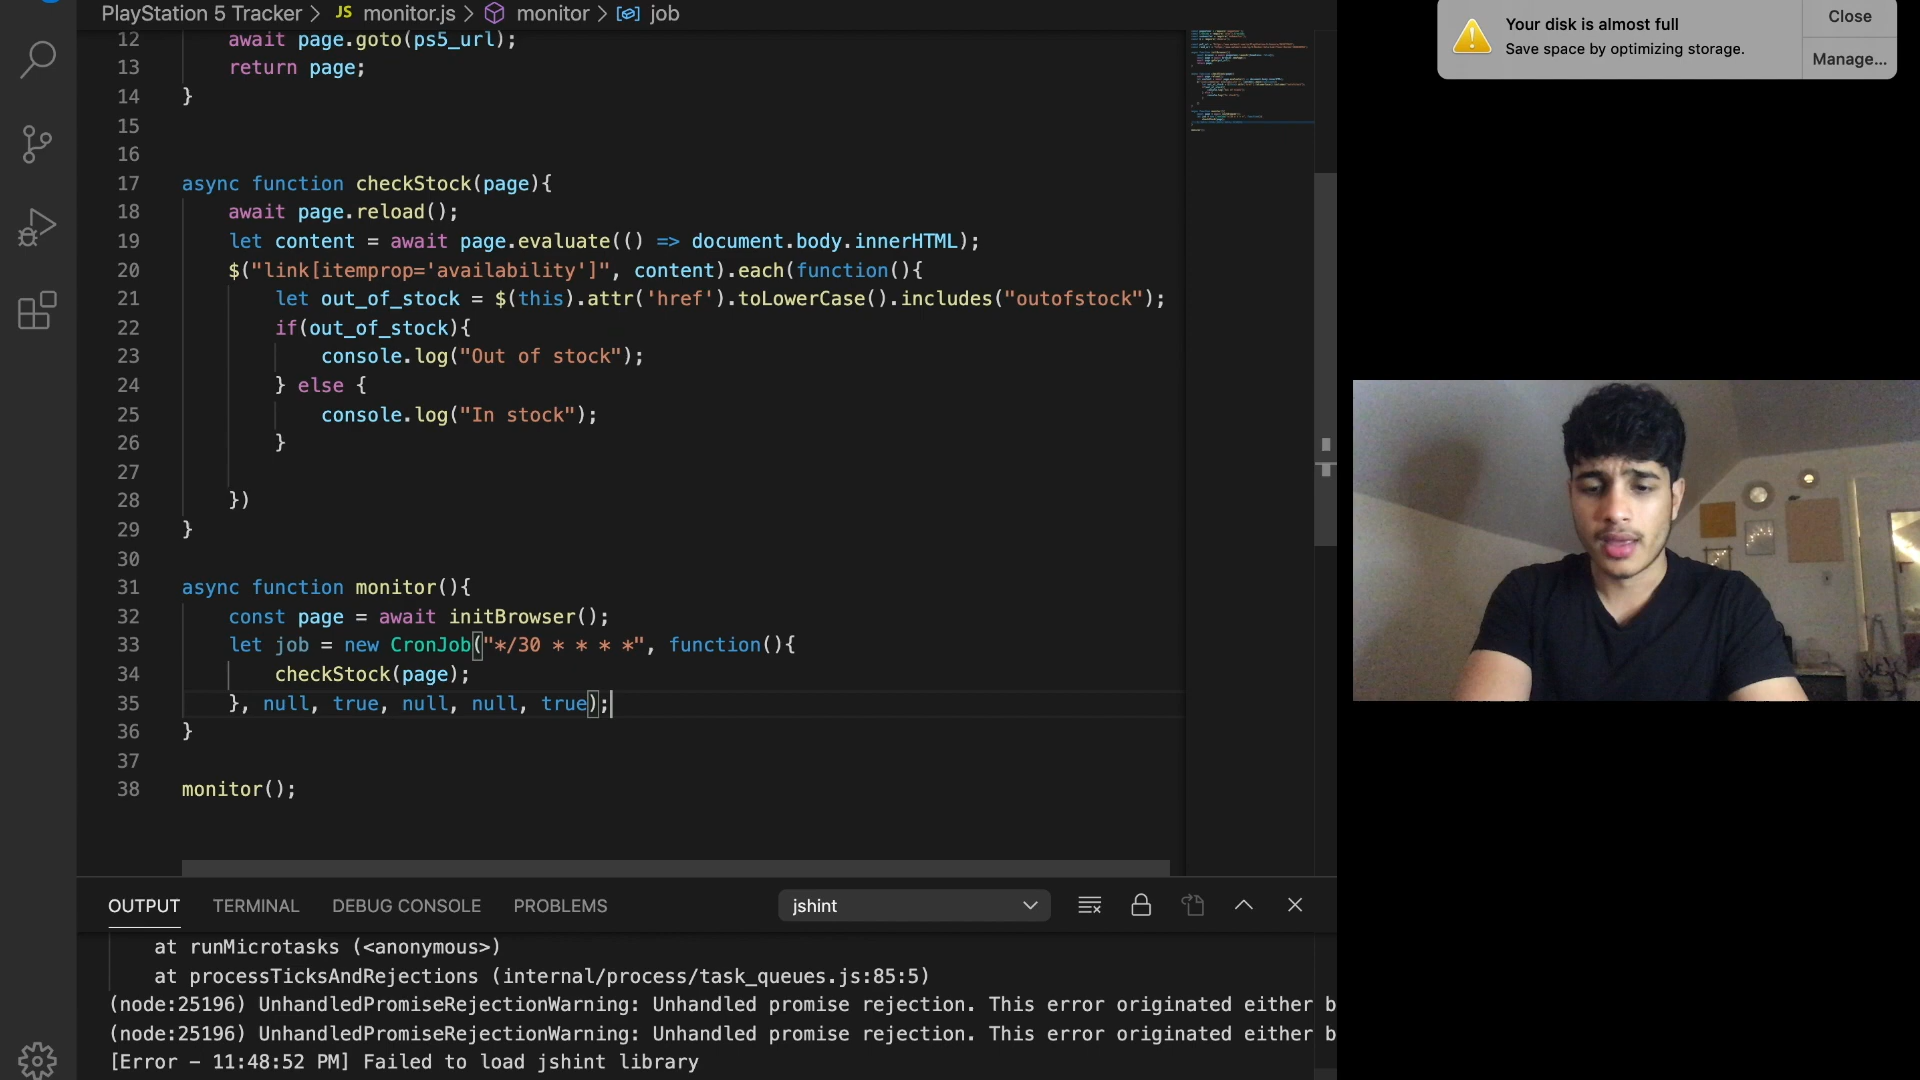 PlayStation 5 Tracker > JS monitor.js > monitor > job
12 await page.goto(ps5_url);
13 return page;
14 }
15
16
17 async function checkStock(page){
18 await page.reload();
19 let content = await page.evaluate(() => document.body.innerHTML);
20 $("link[itemprop='availability']", content).each(function(){
21 let out_of_stock = $(this).attr('href').toLowerCase().includes("outofstock");
22 if(out_of_stock){
23 console.log("Out of stock");
24 } else {
25 console.log("In stock");
26 }
27
28 })
29 }
30
31 async function monitor(){
32 const page = await initBrowser();
33 let job = new CronJob("*/30 * * * *", function(){
34 checkStock(page);
35 }, null, true, null, null, true);
36 }
37
38 monitor();
OUTPUT TERMINAL DEBUG CONSOLE PROBLEMS jshint
at runMicrotasks (<anonymous>)
at processTicksAndRejections (internal/process/task_queues.js:85:5)
(node:25196) UnhandledPromiseRejectionWarning: Unhandled promise rejection. This error originated either b
(node:25196) UnhandledPromiseRejectionWarning: Unhandled promise rejection. This error originated either b
[Error - 11:48:52 PM] Failed to load jshint library
Your disk is almost full
Save space by optimizing storage.
Close
Manage...